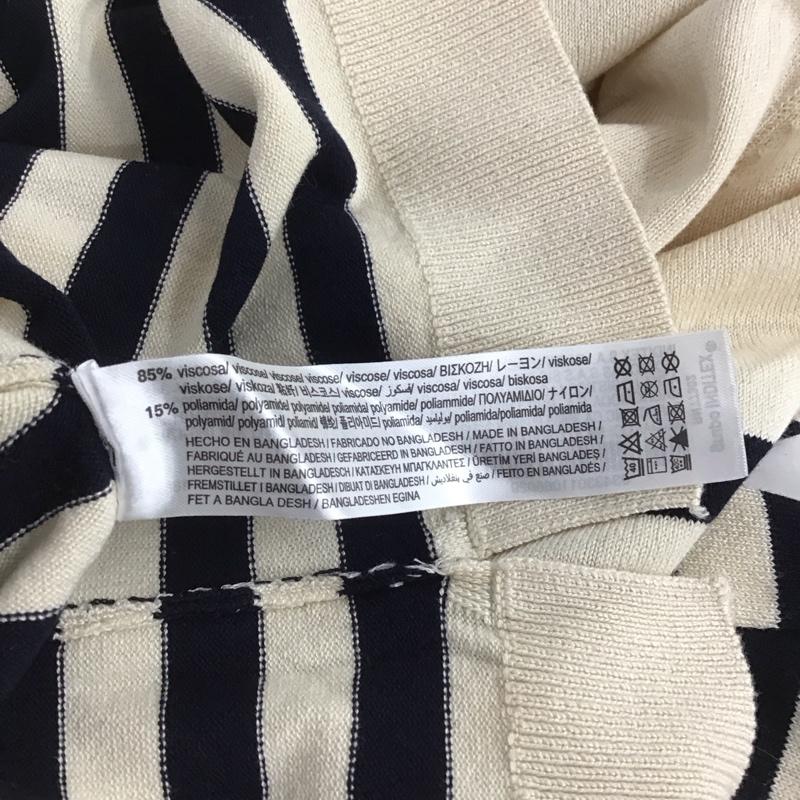 85% viscosa/ viscose/ viscose/ viscose/ viscose/ viscosa/ ΒΙΣΚΟΖΗ/ レーヨン/ viskose/
viskose/ viskoza/ 黏纤/ 비스코스/ فسكوز/ viscosa/ viscosa/ biskosa
15% poliamida/ polyamide/ polyamide/ poliamida/ polyamide/ poliammide/ ΠΟΛΥΑΜΙΔΙΟ/ ナイロン/
polyamid/ polyamid/ poliamid/ 폴리아미드/ poliamida/ poliamida/ poliamida
HECHO EN BANGLADESH / FABRICADO NO BANGLADESH / MADE IN BANGLADESH /
FABRIQUÉ AU BANGLADESH / GEFABRICEERD IN BANGLADESH / FATTO IN BANGLADESH /
HERGESTELLT IN BANGLADESCH / ΚΑΤΑΣΚΕΥΗ ΜΠΑΓΚΛΑΝΤΕΣ / ÜRETİM YERİ BANGLADEŞ /
FREMSTILLET I BANGLADESH / DIBUAT DI BANGLADESH / صنع في بنغلاديش / FEITO EN BANGLADÉS /
FET A BANGLA DESH / BANGLADESHEN EGINA